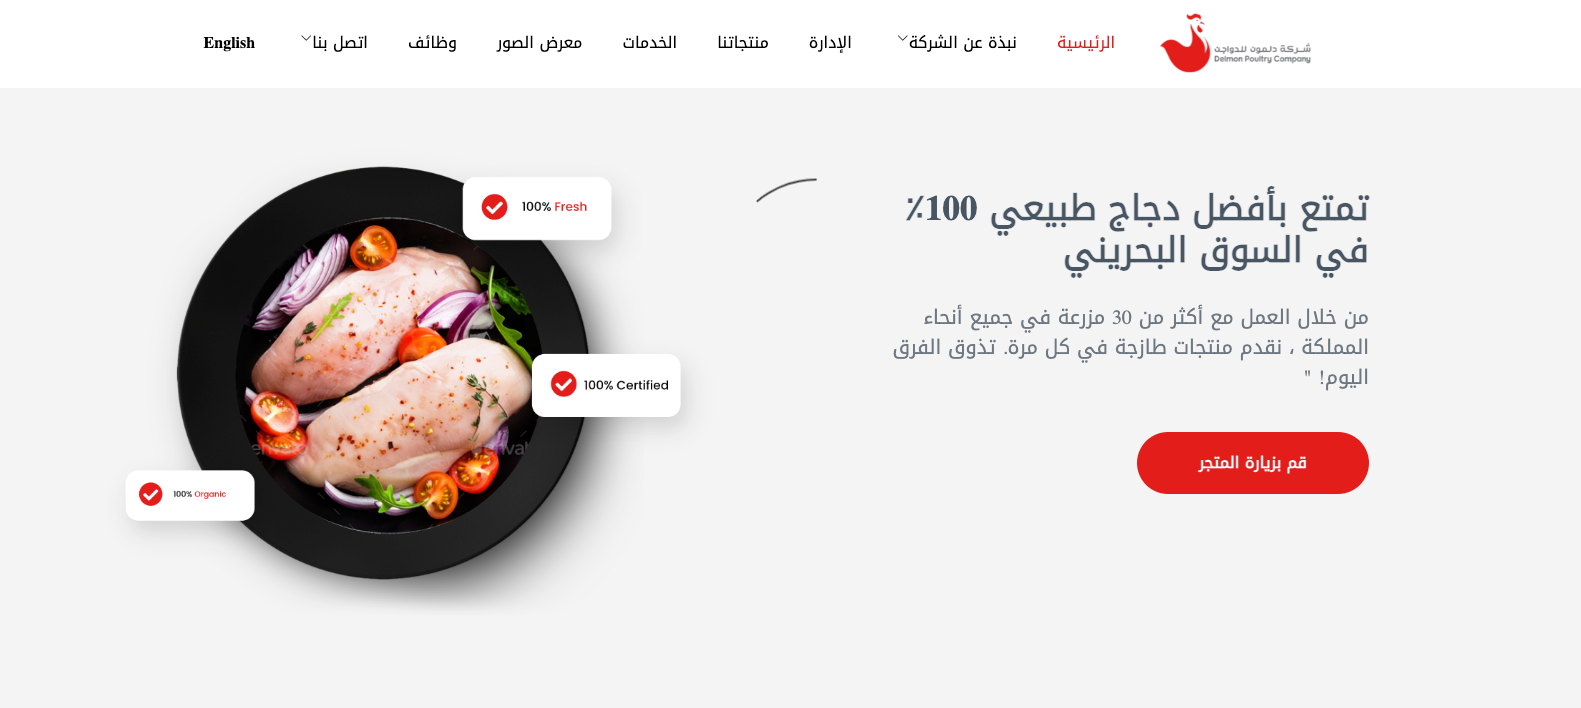 شركة دلمون للدواجن
Delmon Poultry Company
الرئيسية
نبذة عن الشركة
الإدارة
منتجاتنا
الخدمات
معرض الصور
وظائف
اتصل بنا
English
تمتع بأفضل دجاج طبيعي 100٪
في السوق البحريني
من خلال العمل مع أكثر من 30 مزرعة في جميع أنحاء
المملكة ، نقدم منتجات طازجة في كل مرة. تذوق الفرق
اليوم! "
قم بزيارة المتجر
100% Fresh
100% Certified
100% Organic